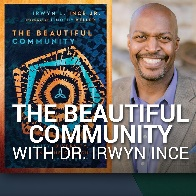 IRWYN L. INCE JR.
THE BEAUTIFUL
COMMUNITY
THE BEAUTIFUL
COMMUNITY
WITH DR. IRWYN INCE